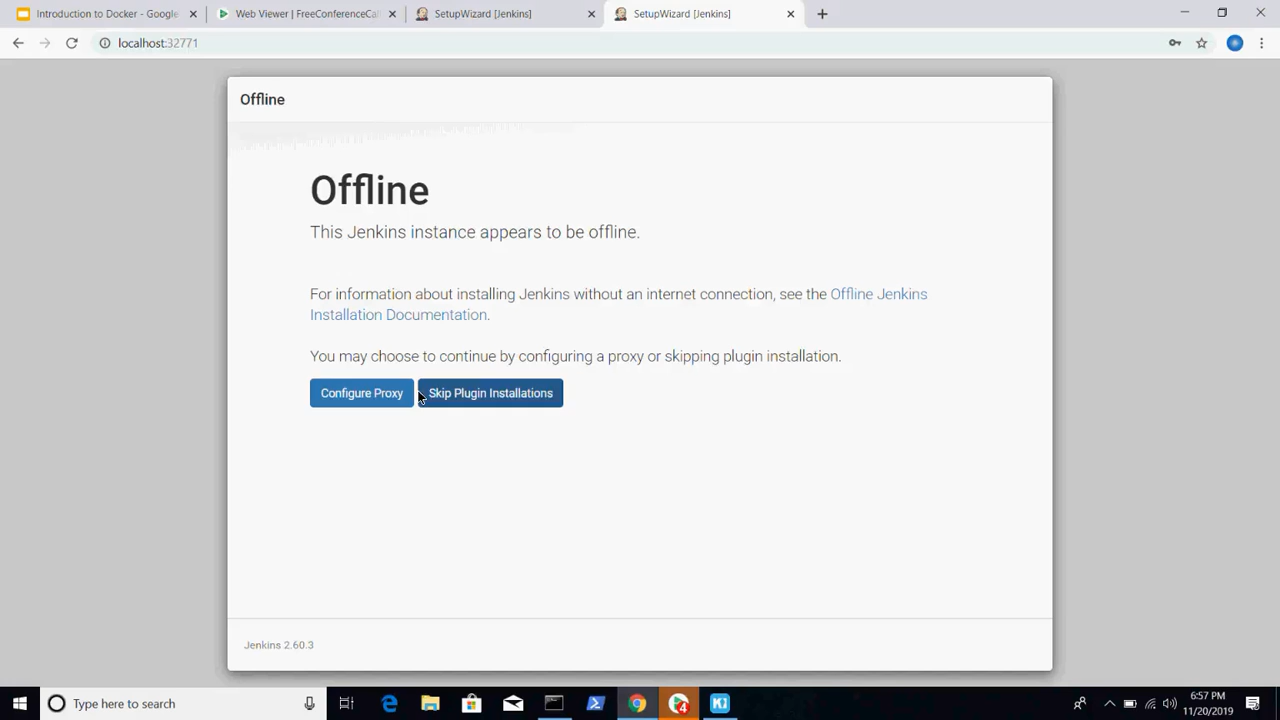 Introduction to Docker - Google
Web Viewer | FreeConferenceCal
SetupWizard [Jenkins]
SetupWizard [Jenkins]
localhost:32771
Offline
Offline
This Jenkins instance appears to be offline.
For information about installing Jenkins without an internet connection, see the Offline Jenkins
Installation Documentation.
You may choose to continue by configuring a proxy or skipping plugin installation.
Configure Proxy
Skip Plugin Installations
Jenkins 2.60.3
Type here to search
4
KI
6:57 PM
11/20/2019